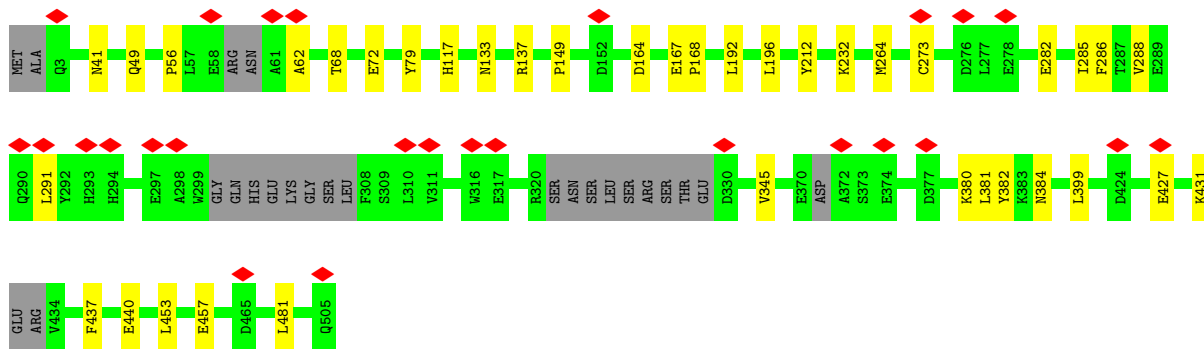 MET ALA Q3 N41 Q49 P56 L57 E58 ARG ASN A61 A62 T68 E72 Y79 H117 N133 R137 P149 D152 D164 E167 P168 L192 L196 Y212 K232 M264 C273 D276 L277 E278 E282 I285 F286 T287 V288 E289
Q290 L291 Y292 H293 H294 E297 A298 W299 GLY GLN HIS GLU LYS GLY SER LEU F308 S309 L310 V311 W316 E317 R320 SER ASN SER LEU SER ARG SER THR GLU D330 V345 E370 ASP A372 S373 E374 D377 K380 L381 Y382 K383 N384 L399 D424 E427 K431
GLU ARG V434 F437 E440 L453 E457 D465 L481 Q505